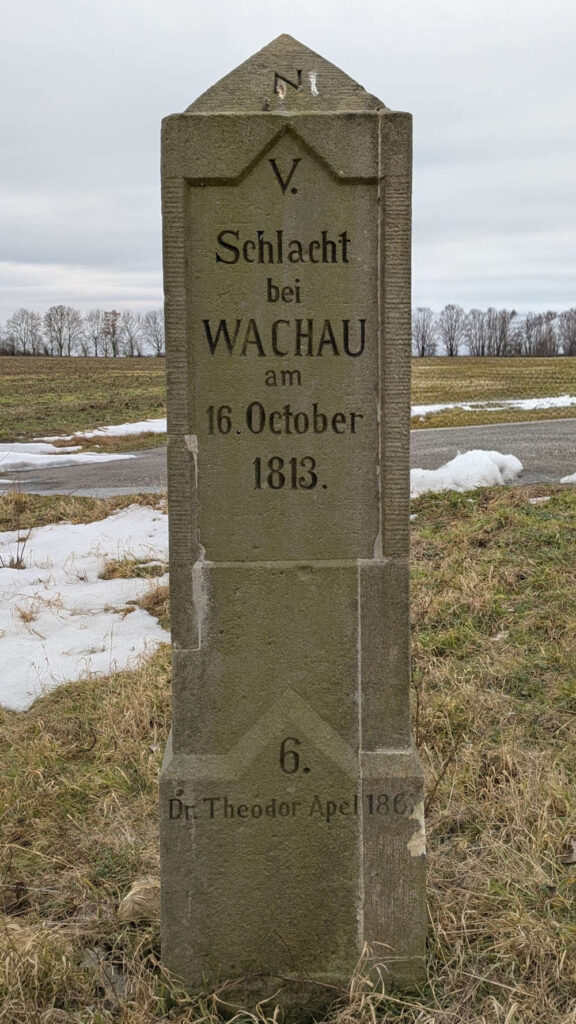 N
V.
Schlacht
bei
WACHAU
am
16. October
1813.
6.
Dr. Theodor Apel